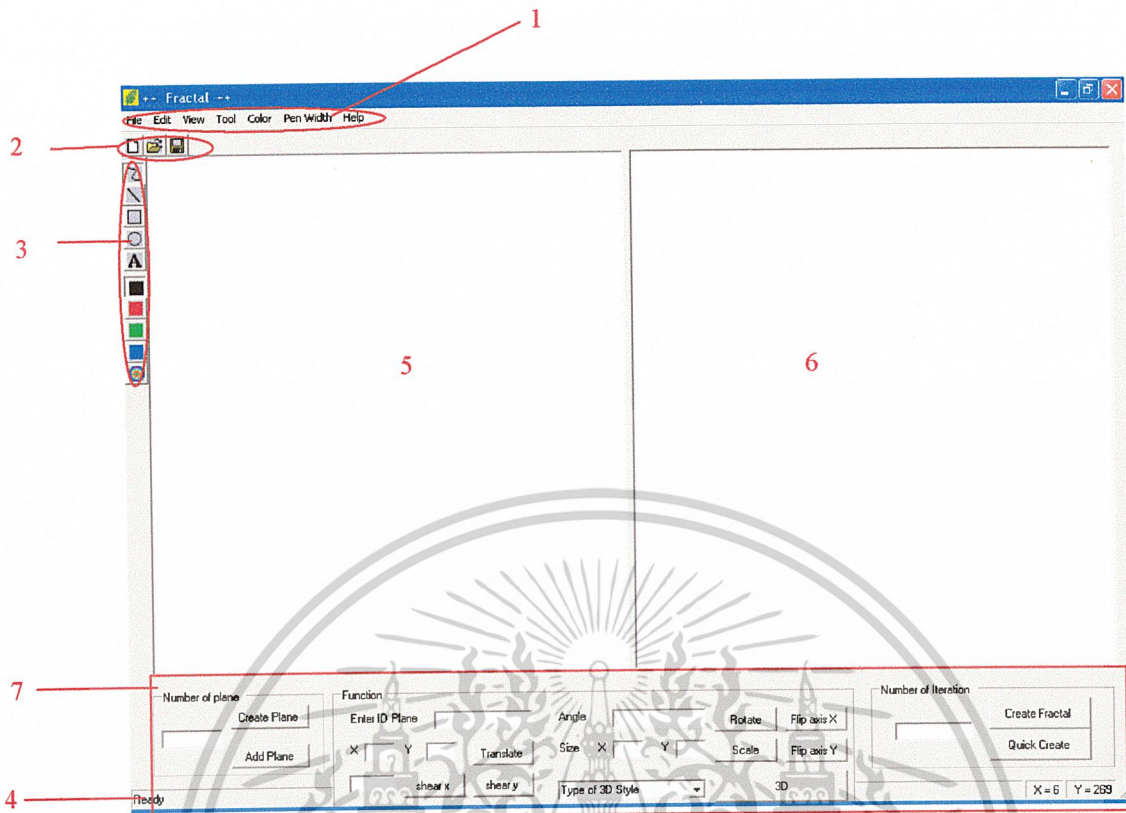 1
+- Fractal -+
File Edit View Tool Color Pen Width Help
2
3
A
5
6
7
Number of plane
Create Plane
Add Plane
Function
Enter ID Plane
X Y Translate
shear x shear y
Angle
Size X Y
Type of 3D Style
Rotate Flip axis X
Scale Flip axis Y
3D
Number of Iteration
Create Fractal
Quick Create
4
Ready
X = 6 Y = 269